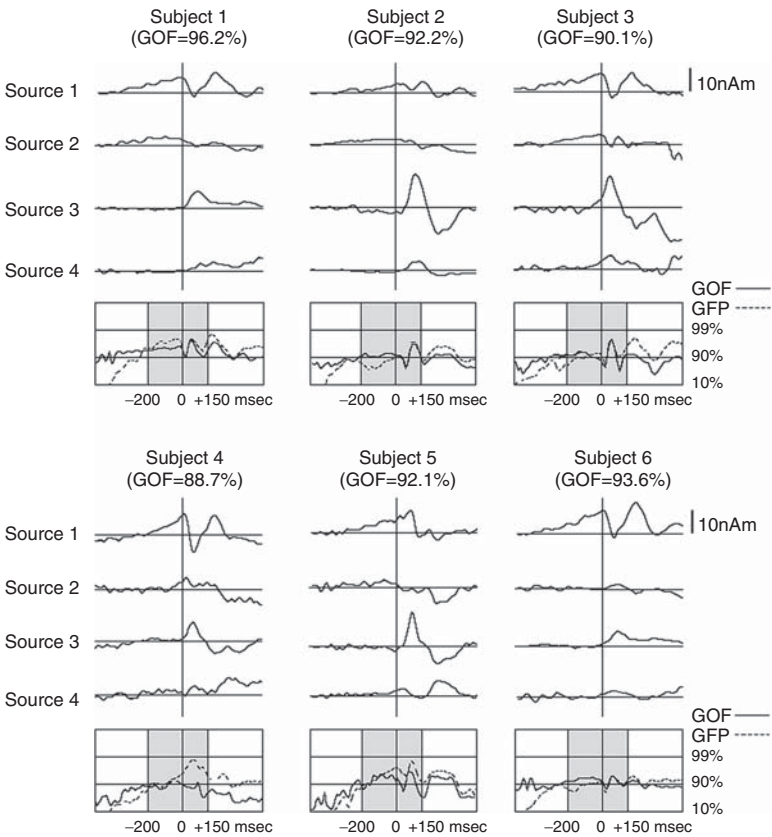 Subject 1 Subject 2 Subject 3
(GOF=96.2%) (GOF=92.2%) (GOF=90.1%)
Source 1 10nAm
Source 2
Source 3
Source 4
GOF
GFP
99%
90%
10%
−200 0 +150 msec −200 0 +150 msec −200 0 +150 msec
Subject 4 Subject 5 Subject 6
(GOF=88.7%) (GOF=92.1%) (GOF=93.6%)
Source 1 10nAm
Source 2
Source 3
Source 4
GOF
GFP
99%
90%
10%
−200 0 +150 msec −200 0 +150 msec −200 0 +150 msec